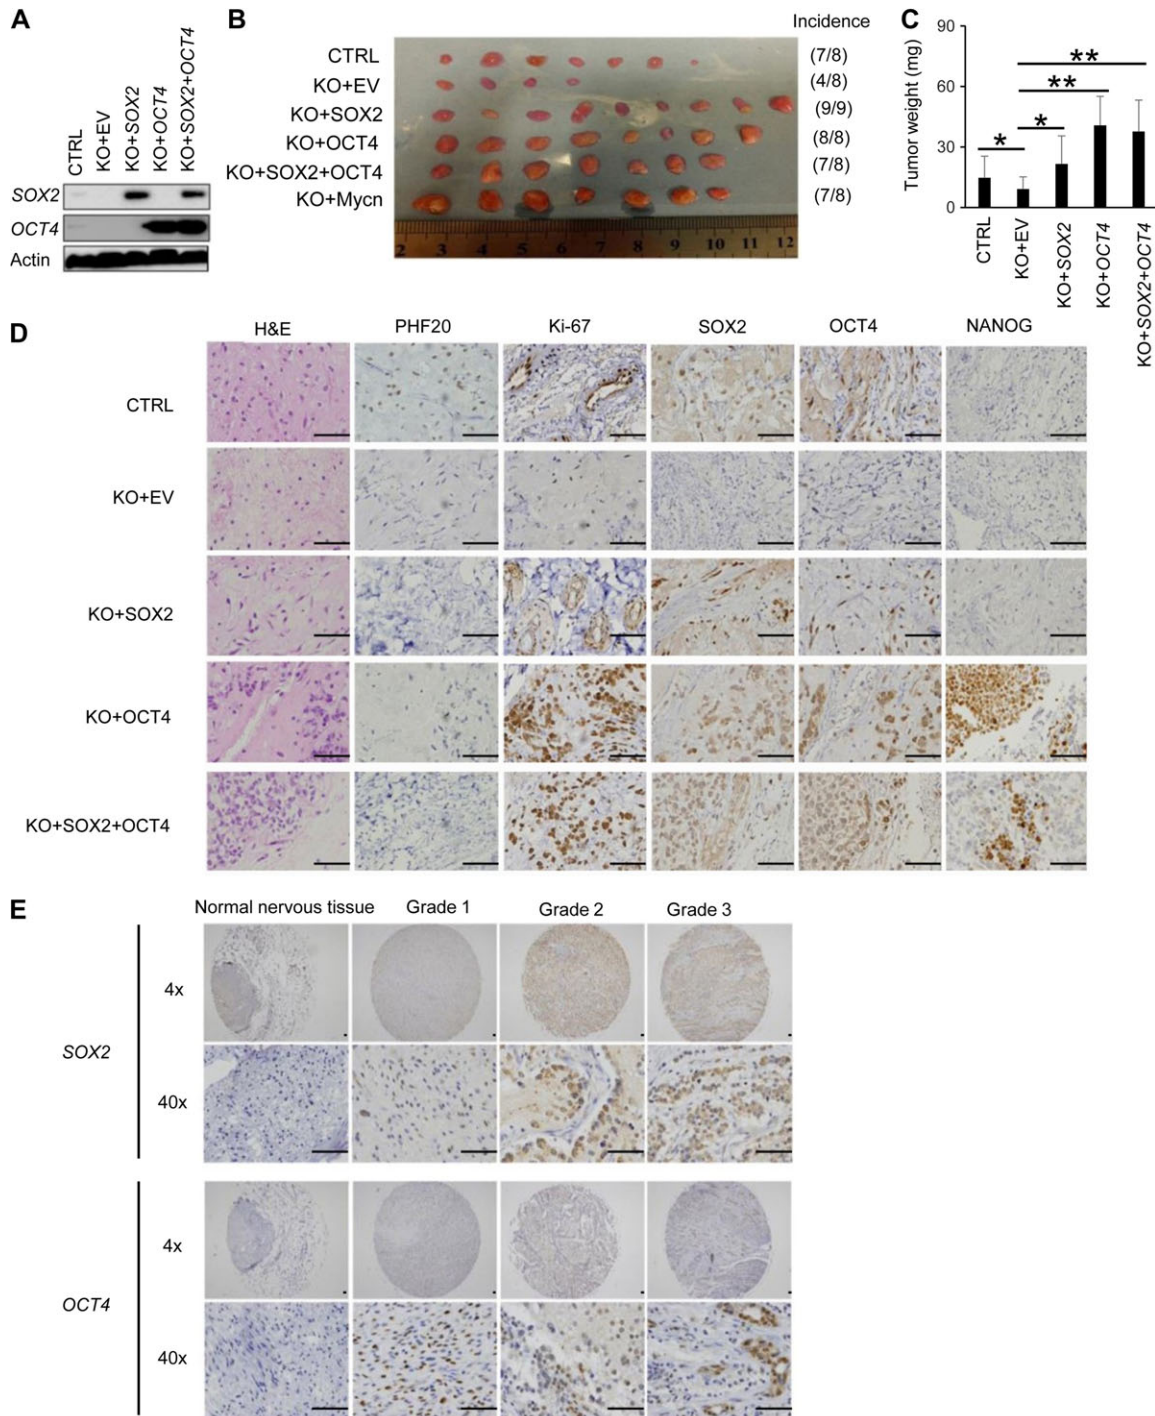 A
CTRL
KO+EV
KO+SOX2
KO+OCT4
KO+SOX2+OCT4
SOX2
OCT4
Actin
B
Incidence
CTRL
(7/8)
KO+EV
(4/8)
KO+SOX2
(9/9)
KO+OCT4
(8/8)
KO+SOX2+OCT4
(7/8)
KO+Mycn
(7/8)
2 3 4 5 6 7 8 9 10 11 12
C
Tumor weight (mg)
90
60
30
0
**
**
*
*
CTRL
KO+EV
KO+SOX2
KO+OCT4
KO+SOX2+OCT4
D
H&E PHF20 Ki-67 SOX2 OCT4 NANOG
CTRL
KO+EV
KO+SOX2
KO+OCT4
KO+SOX2+OCT4
E
Normal nervous tissue Grade 1 Grade 2 Grade 3
4x
SOX2
40x
4x
OCT4
40x